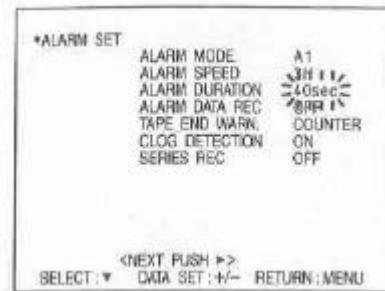 *ALARM SET
ALARM MODE A1
ALARM SPEED 3H
ALARM DURATION 40sec
ALARM DATA REC OFF
TAPE END WARN. COUNTER
CLOG DETECTION ON
SERIES REC OFF
<NEXT PUSH ►>
SELECT:▼ DATA SET:+/– RETURN:MENU